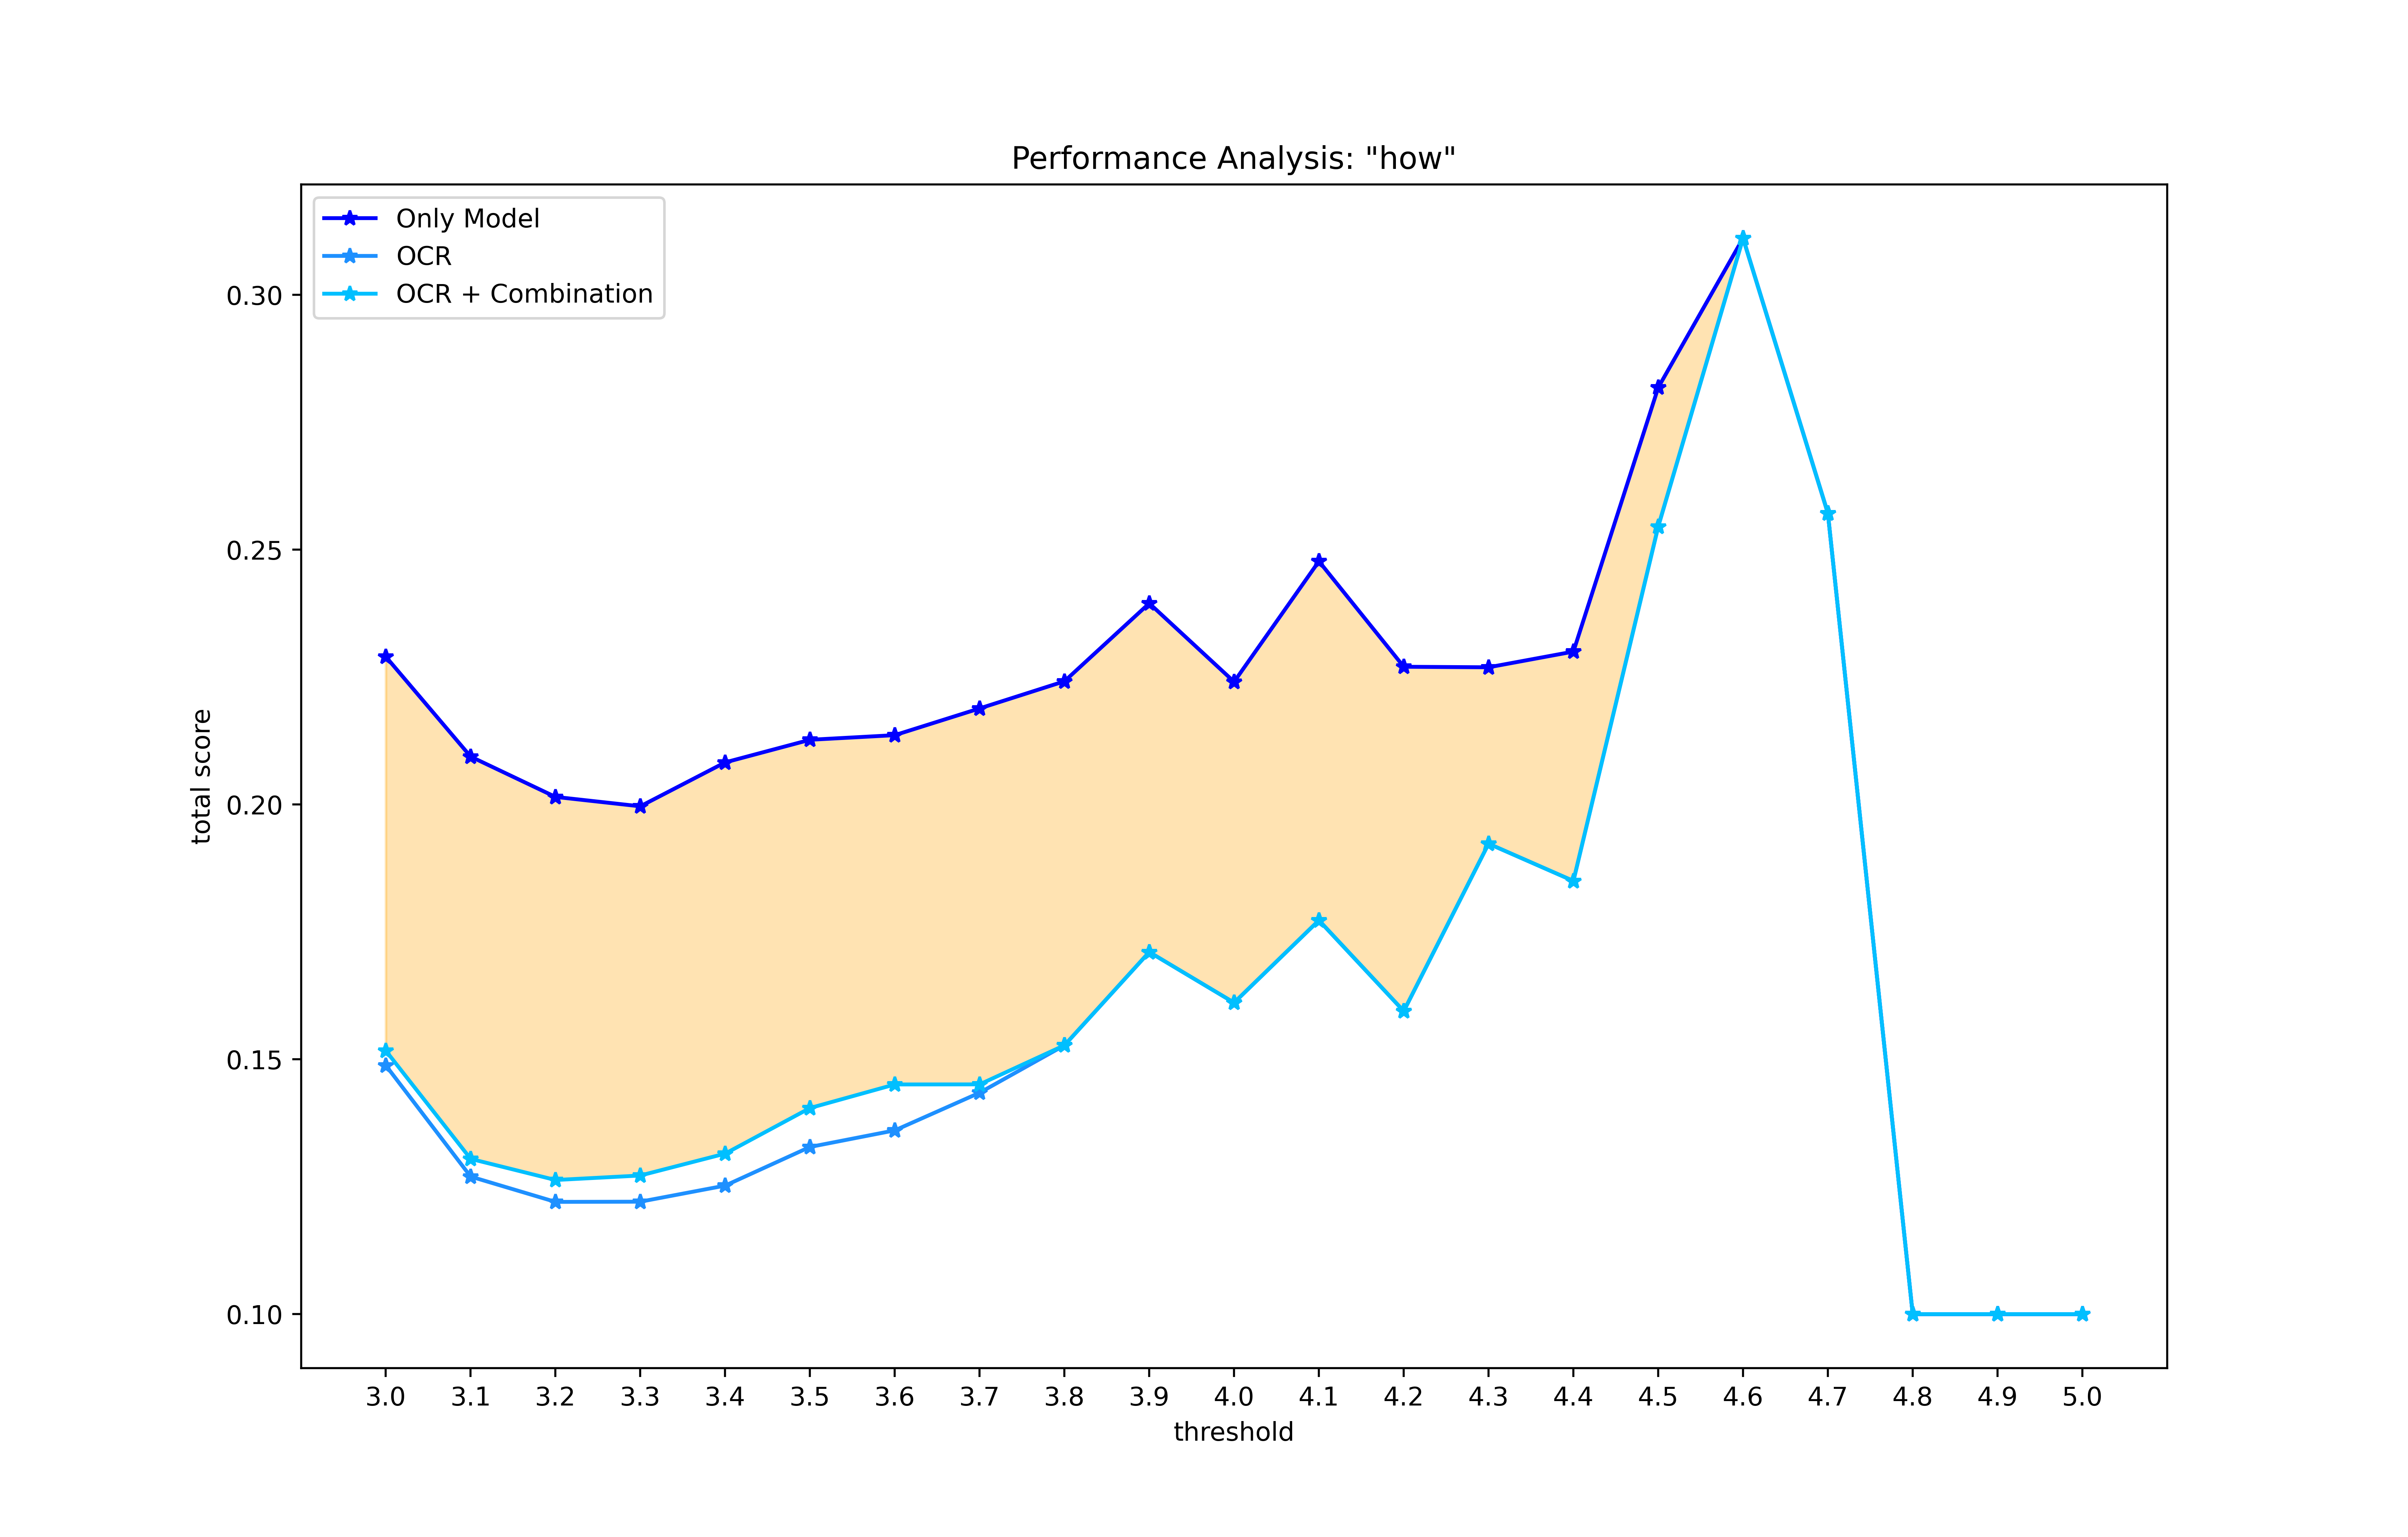 Performance Analysis: "how"
Only Model
OCR
OCR + Combination
0.30
0.25
0.20
0.15
0.10
total score
3.0 3.1 3.2 3.3 3.4 3.5 3.6 3.7 3.8 3.9 4.0 4.1 4.2 4.3 4.4 4.5 4.6 4.7 4.8 4.9 5.0
threshold